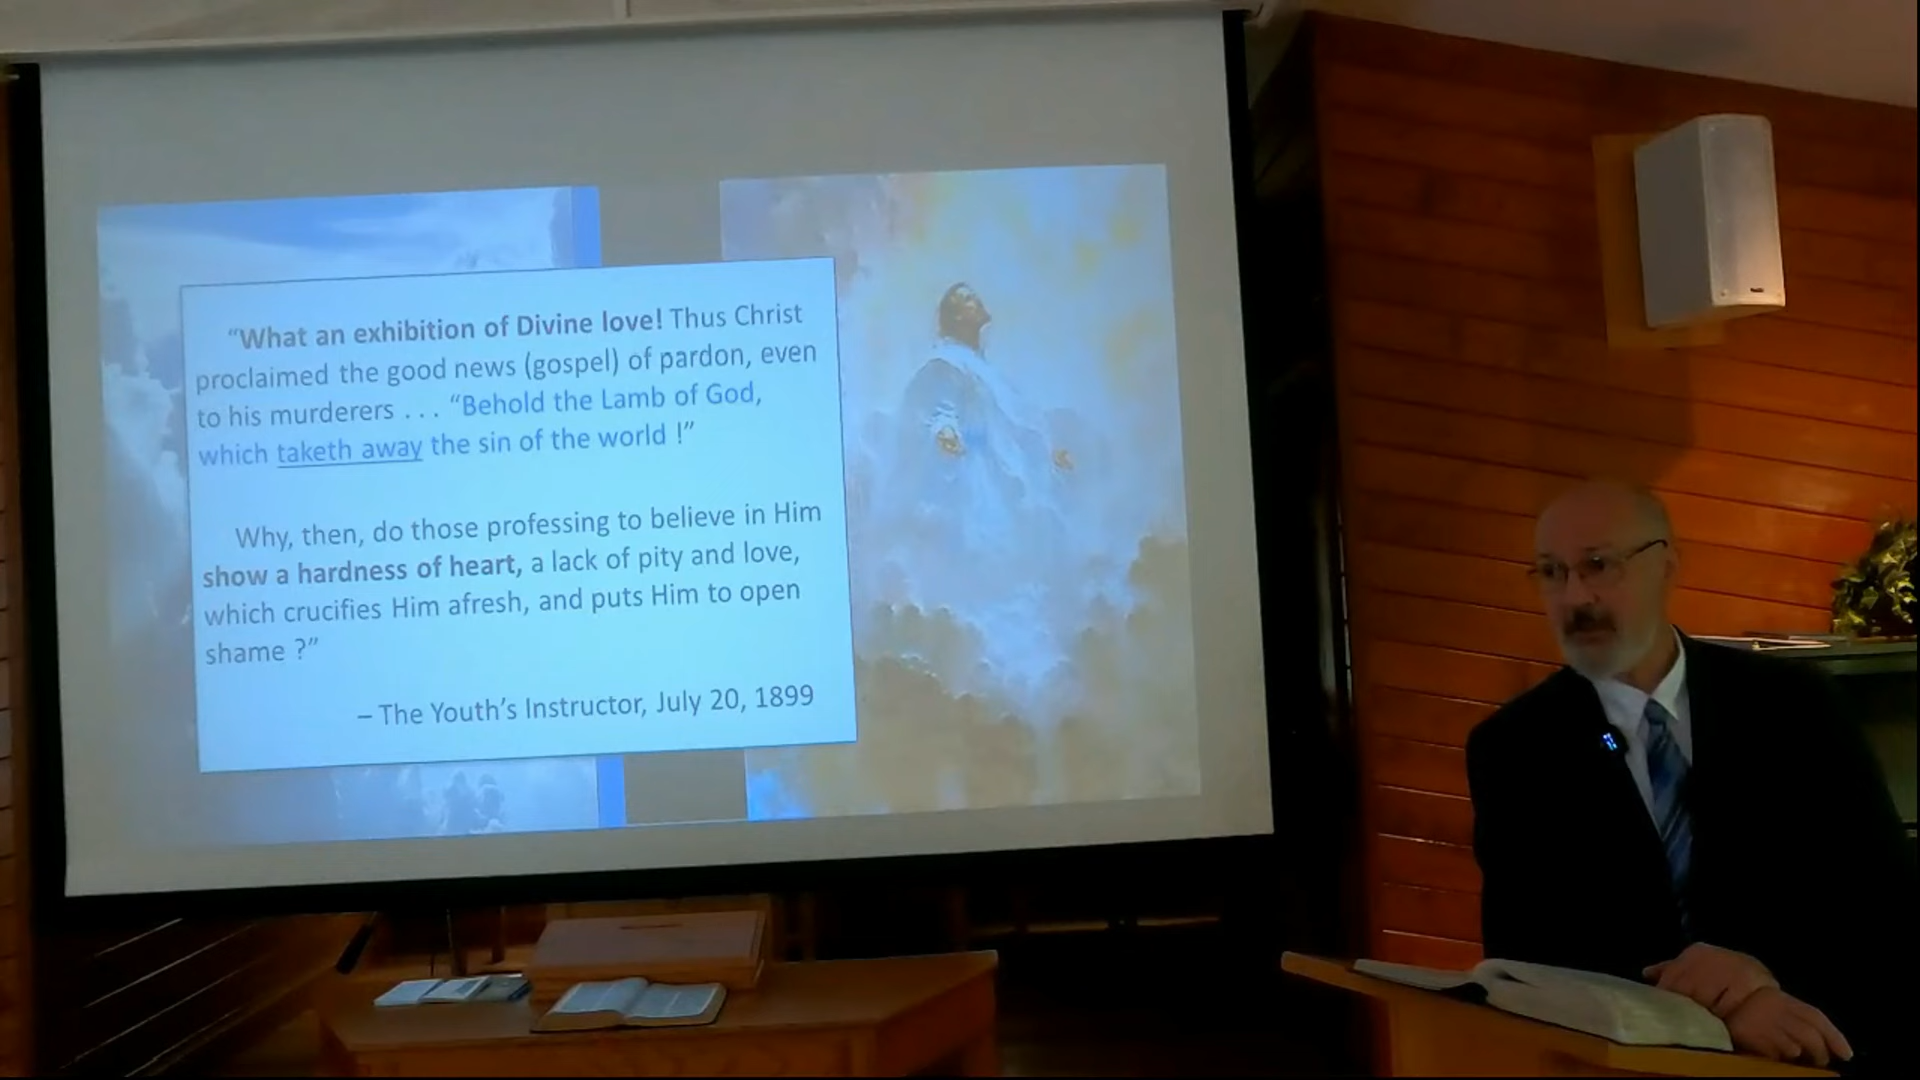 “What an exhibition of Divine love! Thus Christ
proclaimed the good news (gospel) of pardon, even
to his murderers . . . “Behold the Lamb of God,
which taketh away the sin of the world !”
Why, then, do those professing to believe in Him
show a hardness of heart, a lack of pity and love,
which crucifies Him afresh, and puts Him to open
shame ?”
– The Youth’s Instructor, July 20, 1899